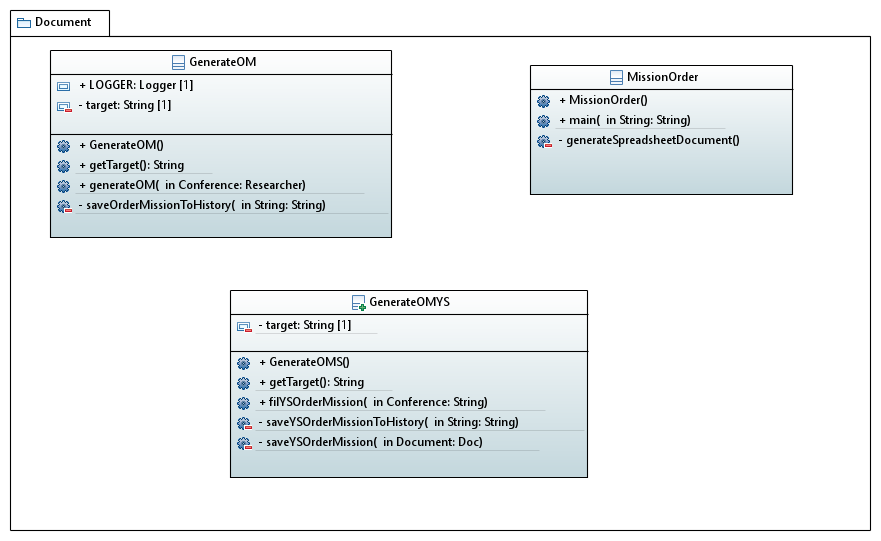 Document
GenerateOM
+ LOGGER: Logger [1]
- target: String [1]
+ GenerateOM()
+ getTarget(): String
+ generateOM(  in Conference: Researcher)
- saveOrderMissionToHistory(  in String: String)
MissionOrder
+ MissionOrder()
+ main(  in String: String)
- generateSpreadsheetDocument()
GenerateOMYS
- target: String [1]
+ GenerateOMS()
+ getTarget(): String
+ filYSOrderMission(  in Conference: String)
- saveYSOrderMissionToHistory(  in String: String)
- saveYSOrderMission(  in Document: Doc)